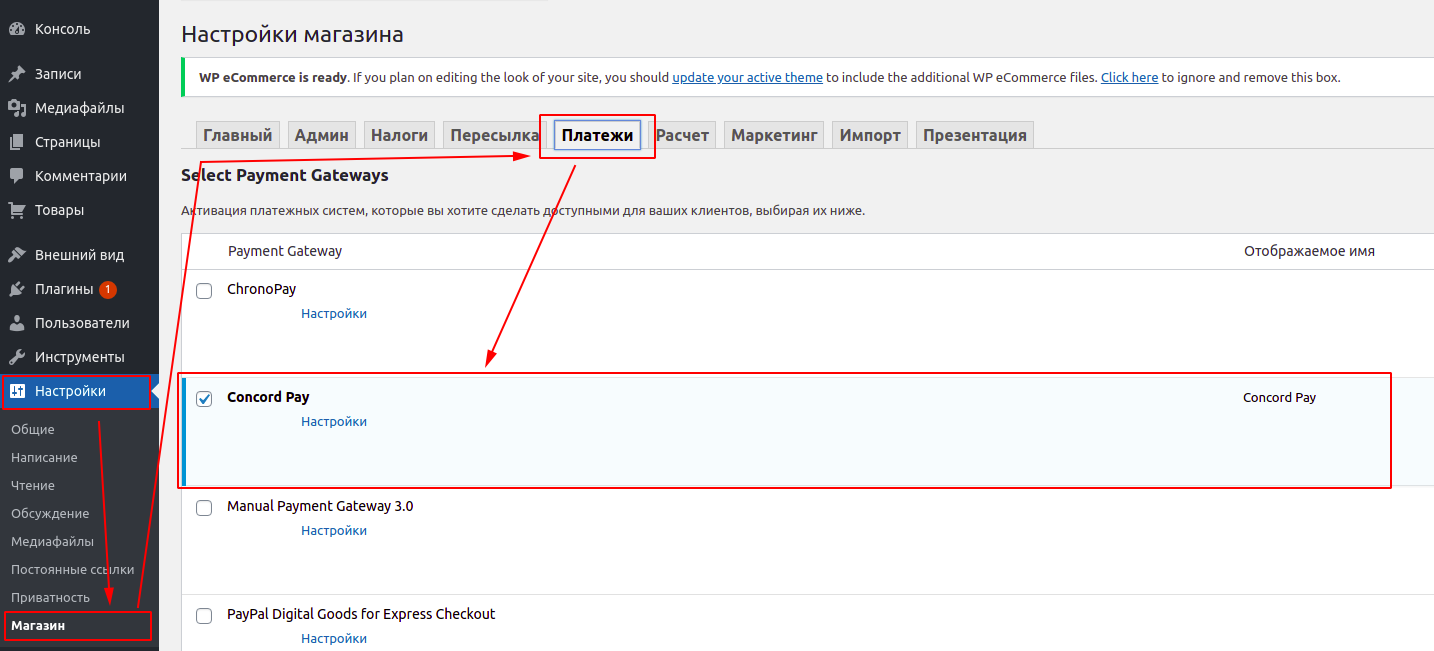 Консоль
Записи
Медиафайлы
Страницы
Комментарии
Товары
Внешний вид
Плагины 1
Пользователи
Инструменты
Настройки
Общие
Написание
Чтение
Обсуждение
Медиафайлы
Постоянные ссылки
Приватность
Магазин
Настройки магазина
WP eCommerce is ready. If you plan on editing the look of your site, you should update your active theme to include the additional WP eCommerce files. Click here to ignore and remove this box.
Главный Админ Налоги Пересылка Платежи Расчет Маркетинг Импорт Презентация
Select Payment Gateways
Активация платежных систем, которые вы хотите сделать доступными для ваших клиентов, выбирая их ниже.
Payment Gateway Отображаемое имя
ChronoPay
Настройки
Concord Pay Concord Pay
Настройки
Manual Payment Gateway 3.0
Настройки
PayPal Digital Goods for Express Checkout
Настройки